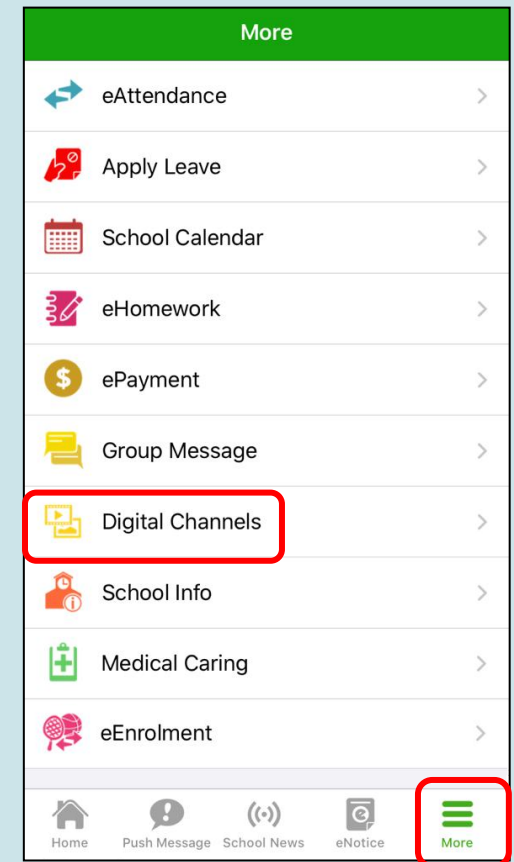 More
eAttendance
Apply Leave
School Calendar
eHomework
ePayment
Group Message
Digital Channels
School Info
Medical Caring
eEnrolment
Home Push Message School News eNotice More